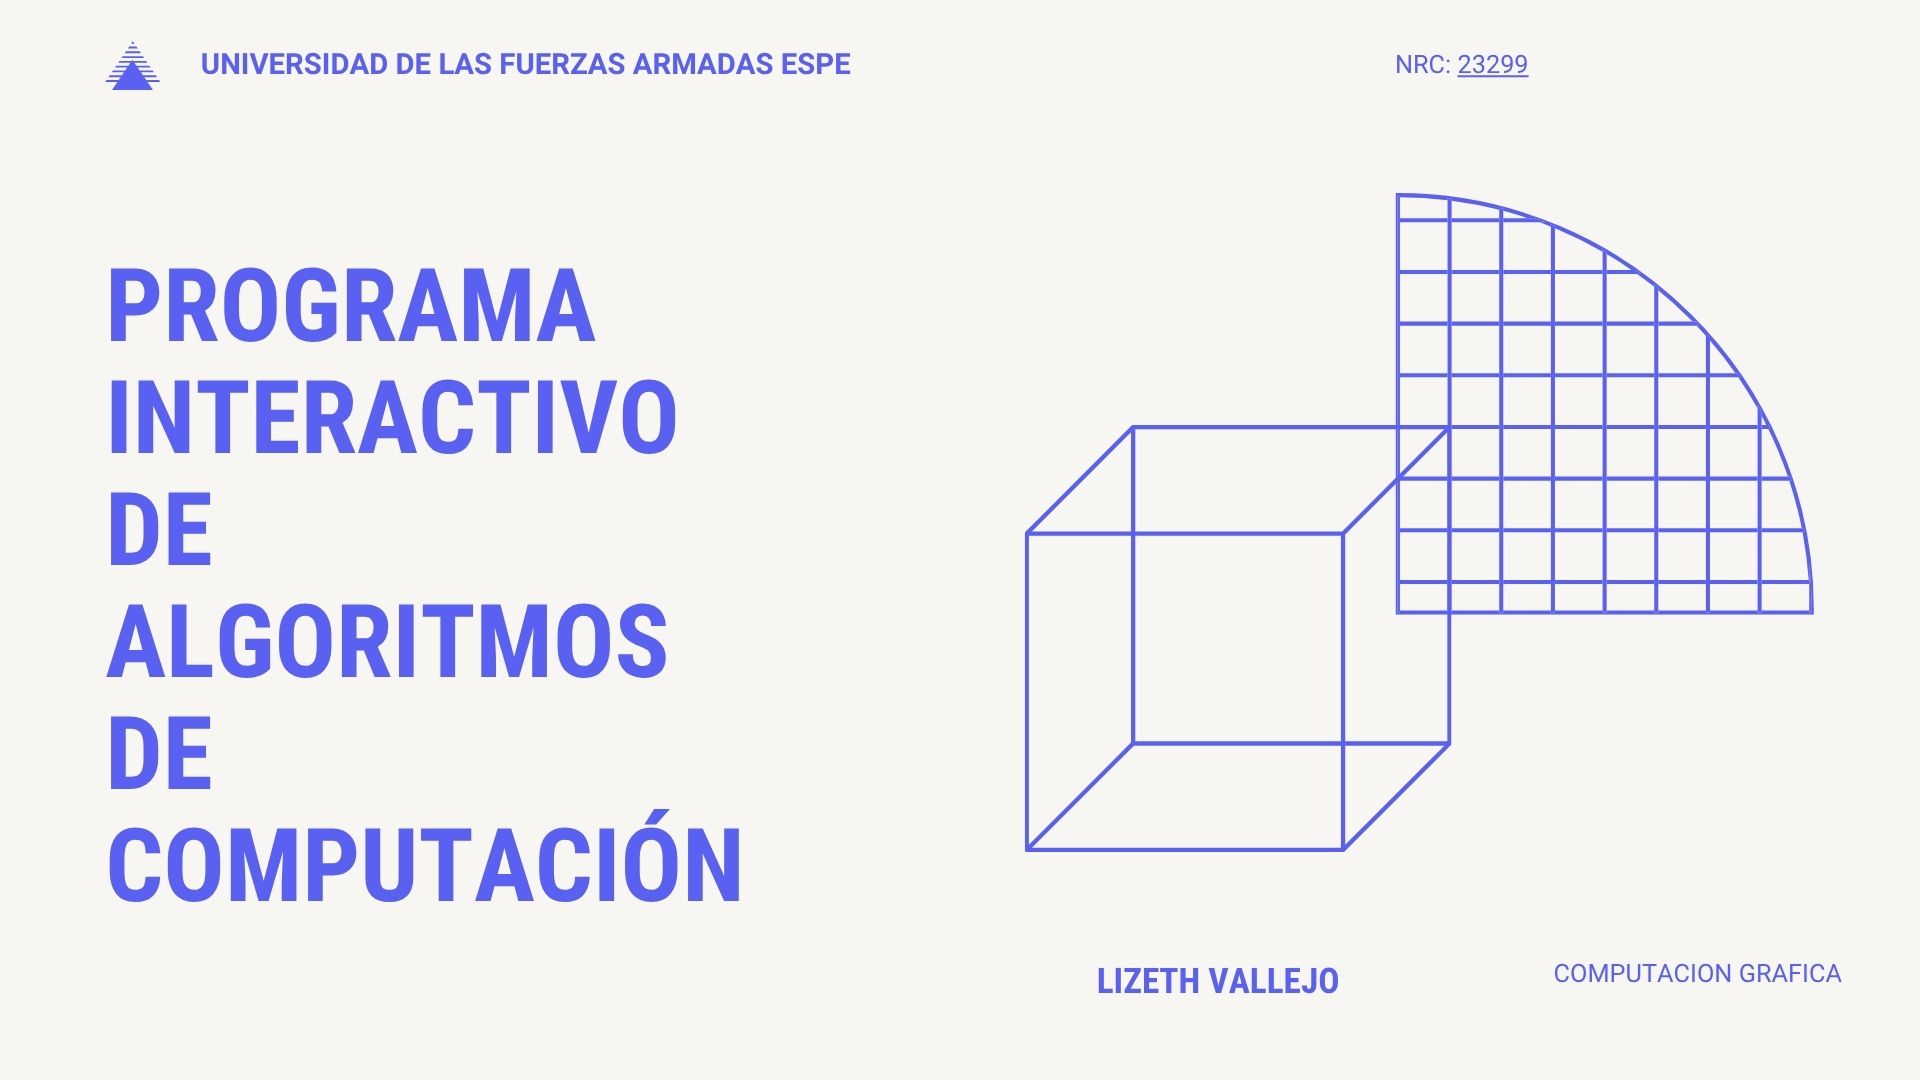 UNIVERSIDAD DE LAS FUERZAS ARMADAS ESPE
NRC: 23299
PROGRAMA
INTERACTIVO
DE
ALGORITMOS
DE
COMPUTACIÓN
LIZETH VALLEJO
COMPUTACION GRAFICA